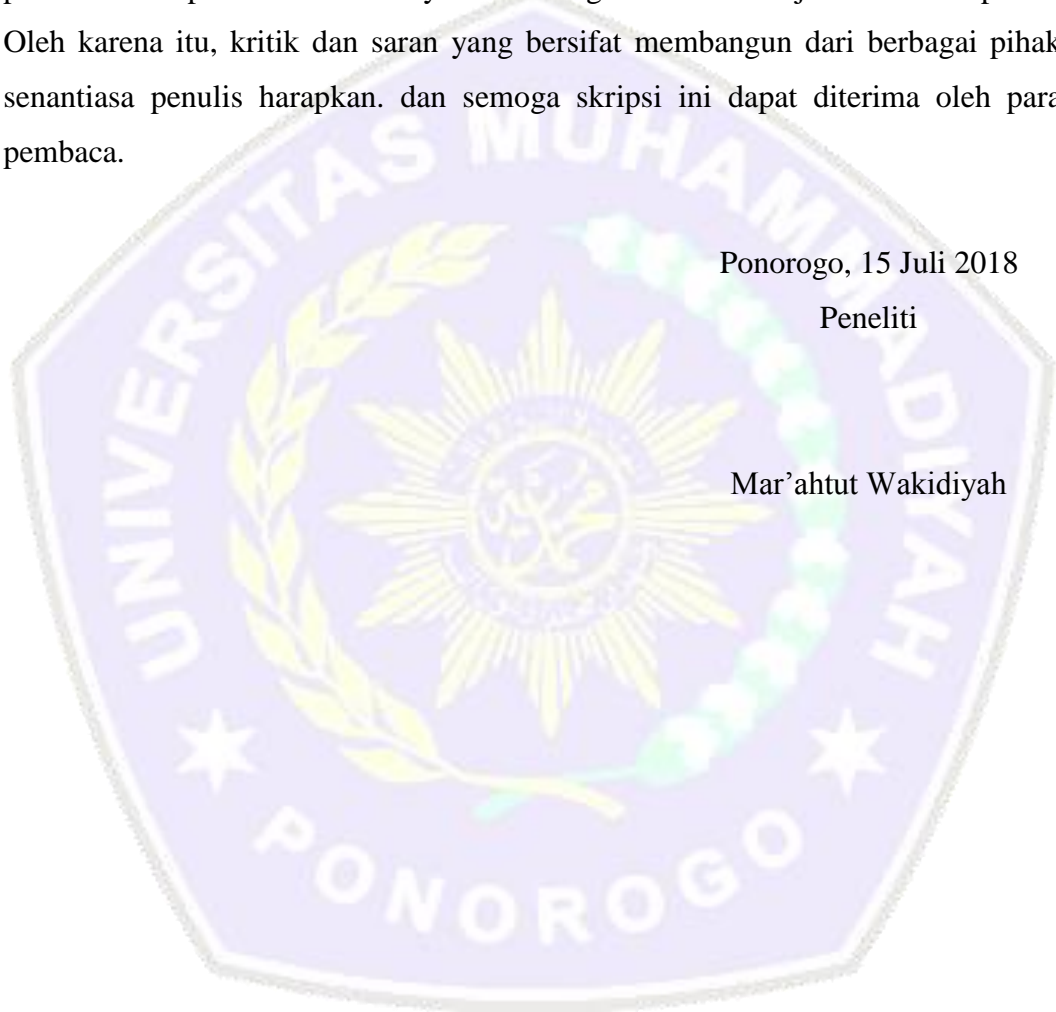 Oleh karena itu, kritik dan saran yang bersifat membangun dari berbagai pihak
senantiasa penulis harapkan. dan semoga skripsi ini dapat diterima oleh para
pembaca.
Ponorogo, 15 Juli 2018
Peneliti
Mar’ahtut Wakidiyah
UNIVERSITAS MUHAMMADIYAH
PONOROGO